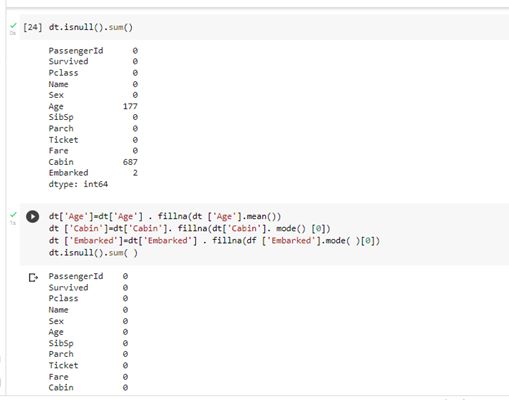 [24] dt.isnull().sum()
0s
PassengerId 0
Survived 0
Pclass 0
Name 0
Sex 0
Age 177
SibSp 0
Parch 0
Ticket 0
Fare 0
Cabin 687
Embarked 2
dtype: int64
dt['Age']=dt['Age'] . fillna(dt ['Age'].mean())
1s
dt ['Cabin']=dt['Cabin']. fillna(dt['Cabin']. mode() [0])
dt ['Embarked']=dt['Embarked'] . fillna(df ['Embarked'].mode( )[0])
dt.isnull().sum( )
PassengerId 0
Survived 0
Pclass 0
Name 0
Sex 0
Age 0
SibSp 0
Parch 0
Ticket 0
Fare 0
Cabin 0